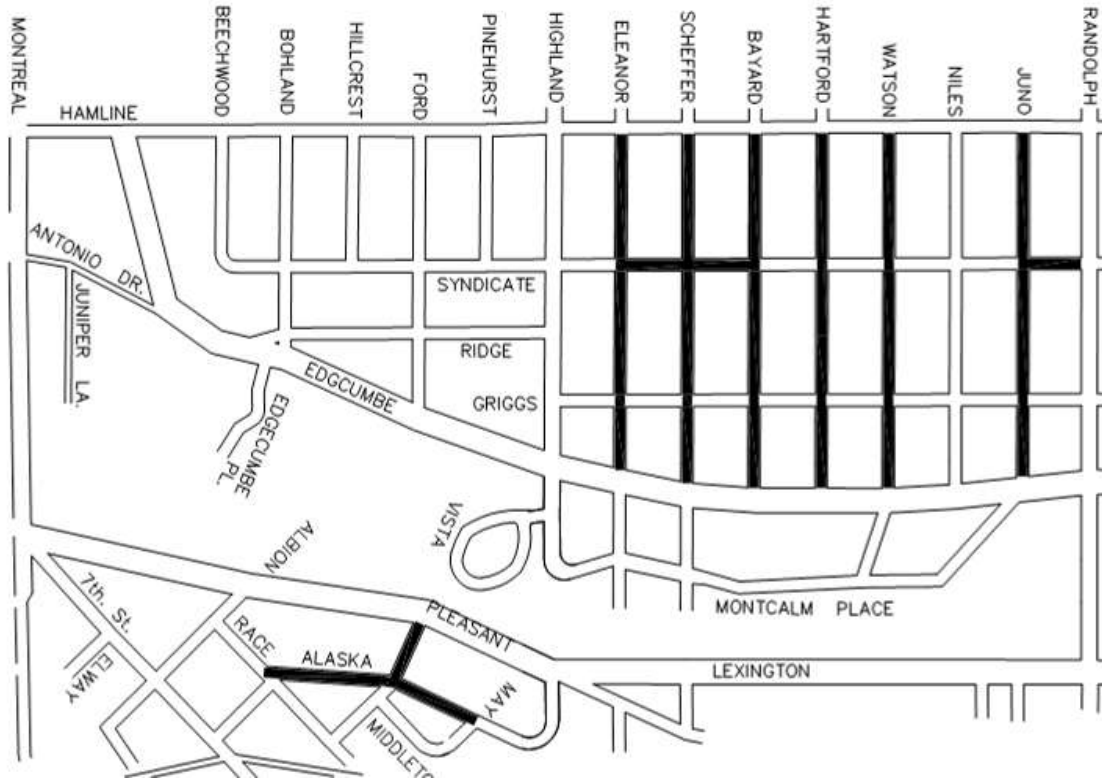 MONTREAL
BEECHWOOD
BOHLAND
HILLCREST
FORD
PINEHURST
HIGHLAND
ELEANOR
SCHEFFER
BAYARD
HARTFORD
WATSON
NILES
JUNO
RANDOLPH
HAMLINE
ANTONIO DR.
JUNIPER LA.
SYNDICATE
RIDGE
EDGCUMBE
GRIGGS
EDGECUMBE
PL.
VISTA
ALBION
7th. St.
PLEASANT
MONTCALM PLACE
RACE
ALASKA
LEXINGTON
ELWAY
MAY
MIDDLETO